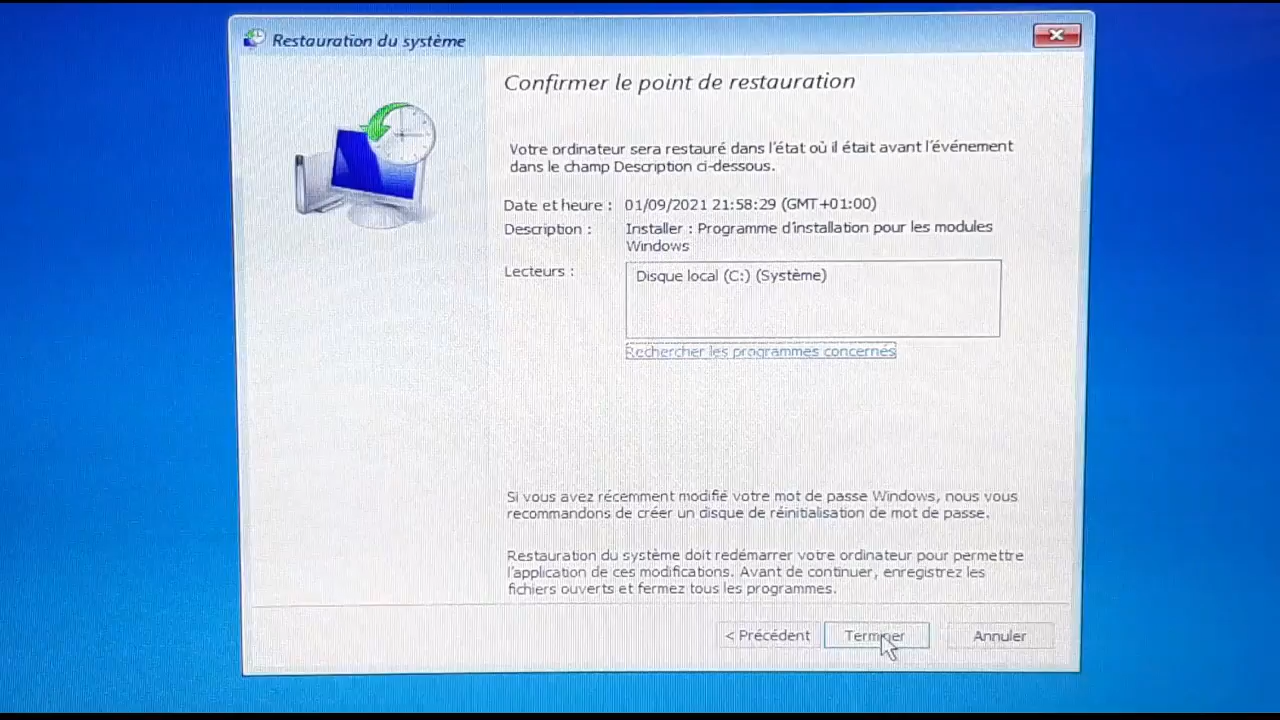 Restauration du système
Confirmer le point de restauration
Votre ordinateur sera restauré dans l'état où il était avant l'événement
dans le champ Description ci-dessous.
Date et heure : 01/09/2021 21:58:29 (GMT+01:00)
Description : Installer : Programme d'installation pour les modules
Windows
Lecteurs :
Disque local (C:) (Système)
Rechercher les programmes concernés
Si vous avez récemment modifié votre mot de passe Windows, nous vous
recommandons de créer un disque de réinitialisation de mot de passe.
Restauration du système doit redémarrer votre ordinateur pour permettre
l'application de ces modifications. Avant de continuer, enregistrez les
fichiers ouverts et fermez tous les programmes.
< Précédent Terminer Annuler